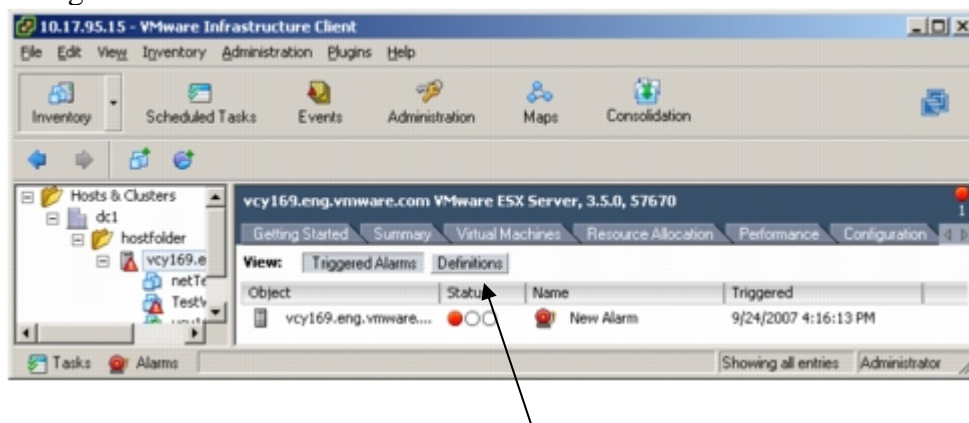 10.17.95.15 - VMware Infrastructure Client
File Edit View Inventory Administration Plugins Help
Inventory Scheduled Tasks Events Administration Maps Consolidation
Hosts & Clusters
dc1
hostfolder
vcy169.e
netTe
TestV
vcy169.eng.vmware.com VMware ESX Server, 3.5.0, 57670
1
Getting Started Summary Virtual Machines Resource Allocation Performance Configuration
View: Triggered Alarms Definitions
Object Status Name Triggered
vcy169.eng.vmware.... New Alarm 9/24/2007 4:16:13 PM
Tasks Alarms Showing all entries Administrator